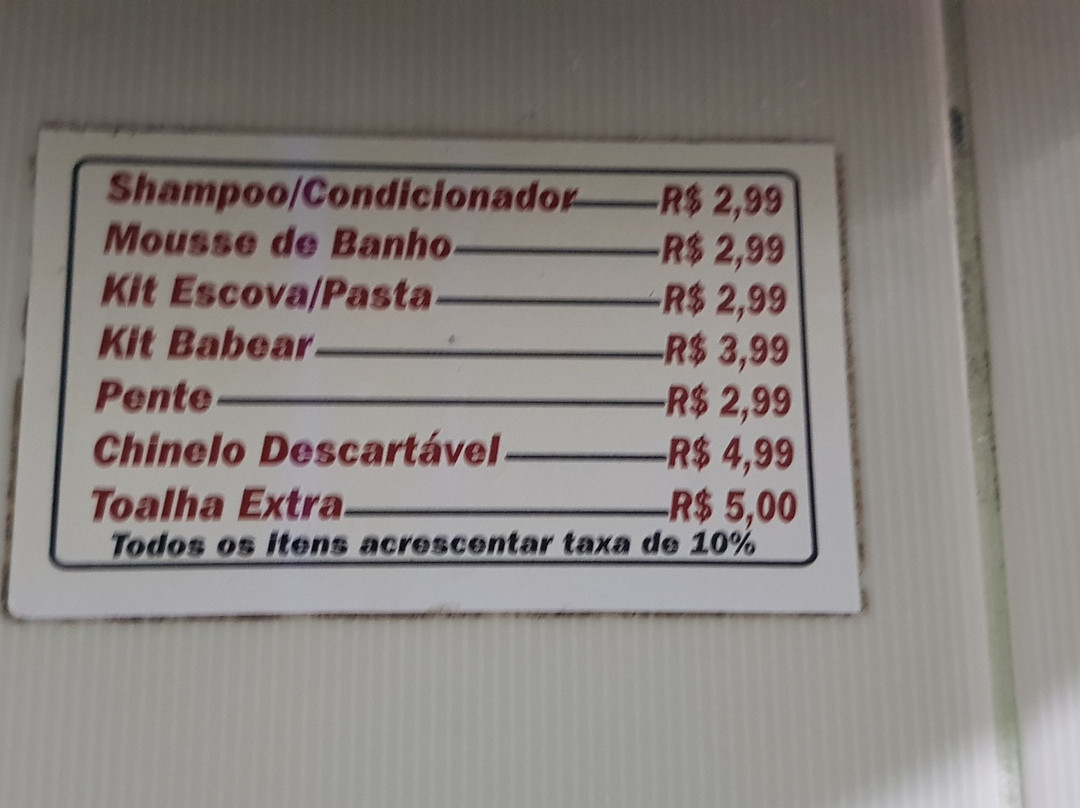 Shampoo/Condicionador R$ 2,99
Mousse de Banho R$ 2,99
Kit Escova/Pasta R$ 2,99
Kit Babear R$ 3,99
Pente R$ 2,99
Chinelo Descartável R$ 4,99
Toalha Extra R$ 5,00
Todos os itens acrescentar taxa de 10%